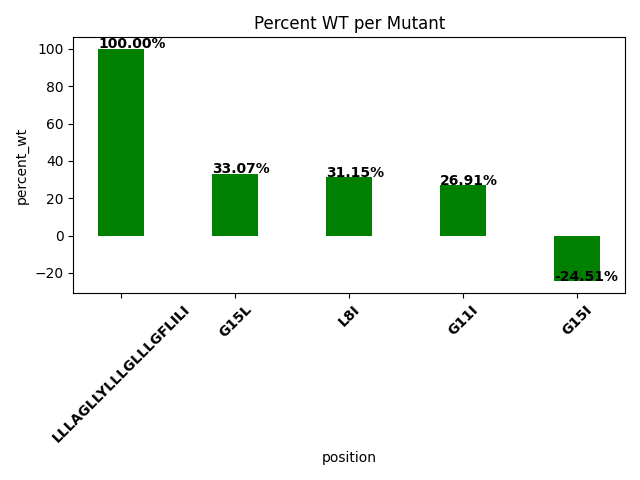 Percent WT per Mutant
percent_wt
100
80
60
40
20
0
−20
100.00%
33.07%
31.15%
26.91%
-24.51%
LLLAGLLYLLLGLLLGFLILI
G15L
L8I
G11I
G15I
position